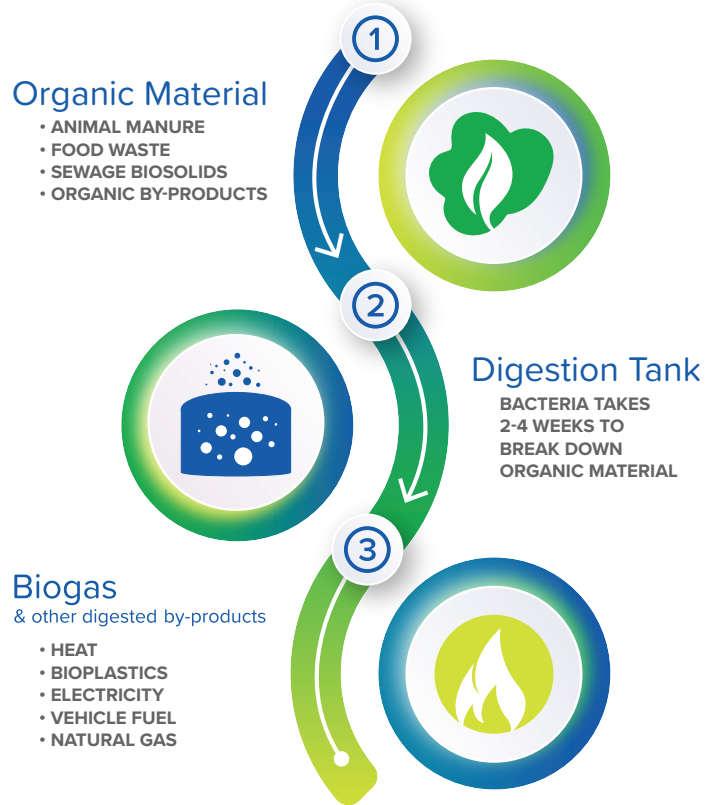 1
Organic Material
• ANIMAL MANURE
• FOOD WASTE
• SEWAGE BIOSOLIDS
• ORGANIC BY-PRODUCTS
2
Digestion Tank
BACTERIA TAKES
2-4 WEEKS TO
BREAK DOWN
ORGANIC MATERIAL
3
Biogas
& other digested by-products
• HEAT
• BIOPLASTICS
• ELECTRICITY
• VEHICLE FUEL
• NATURAL GAS